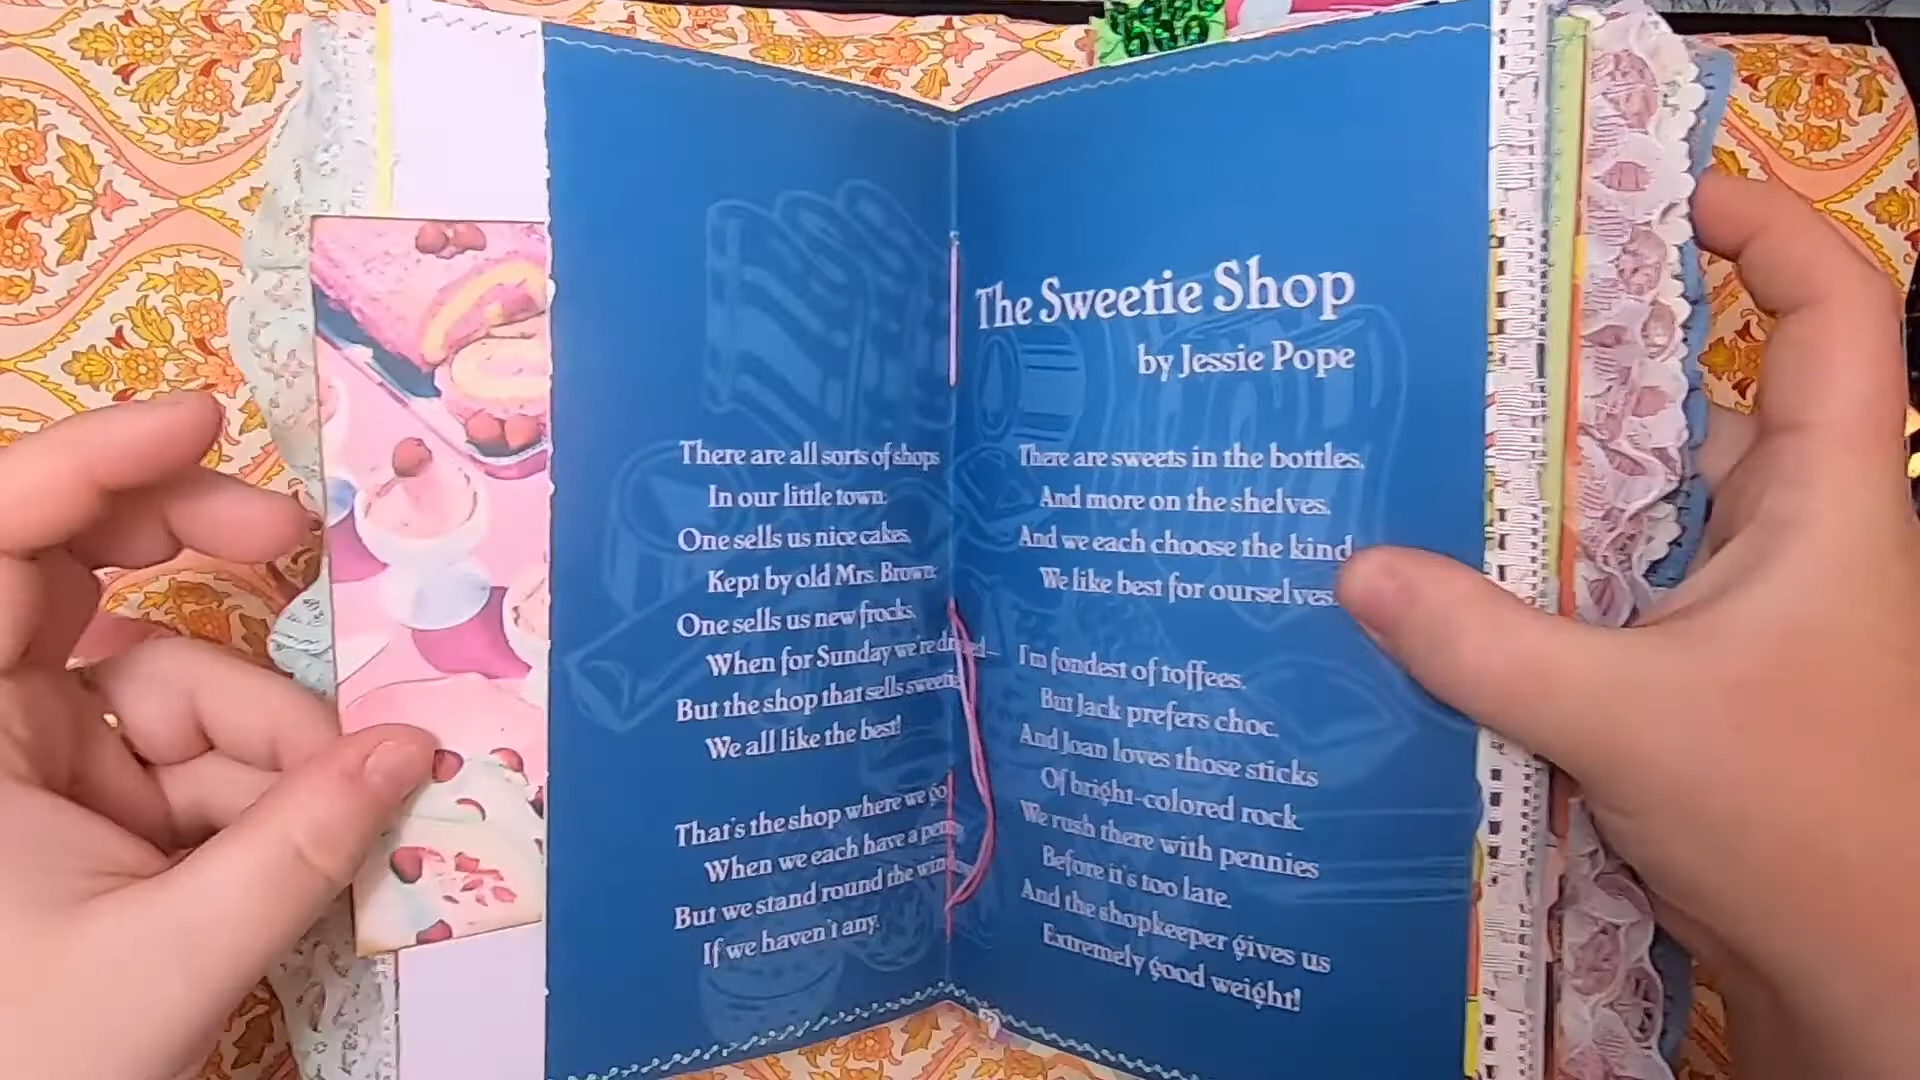 There are all sorts of shops
In our little town:
One sells us nice cakes,
Kept by old Mrs. Brown;
One sells us new frocks,
When for Sunday we're
But the shop that sells sweeties
We all like the best!
That's the shop where we go
When we each have a penny
But we stand round the
If we haven't any.
The Sweetie Shop
by Jessie Pope
There are sweets in the bottles,
And more on the shelves,
And we each choose the kind
We like best for ourselves.
I'm fondest of toffees,
But Jack prefers choc,
And Joan loves those sticks
Of bright-colored rock.
We rush there with pennies
Before it's too late,
And the shopkeeper gives us
Extremely good weight!